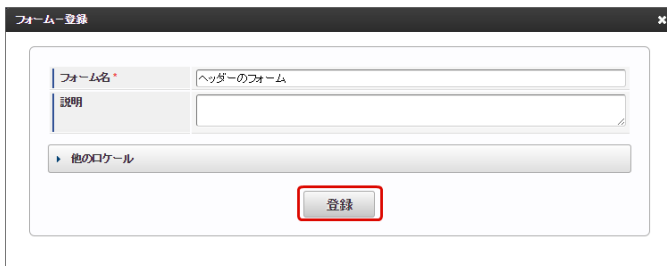 フォーム－登録
フォーム名 *
ヘッダーのフォーム
説明
他のロケール
登録